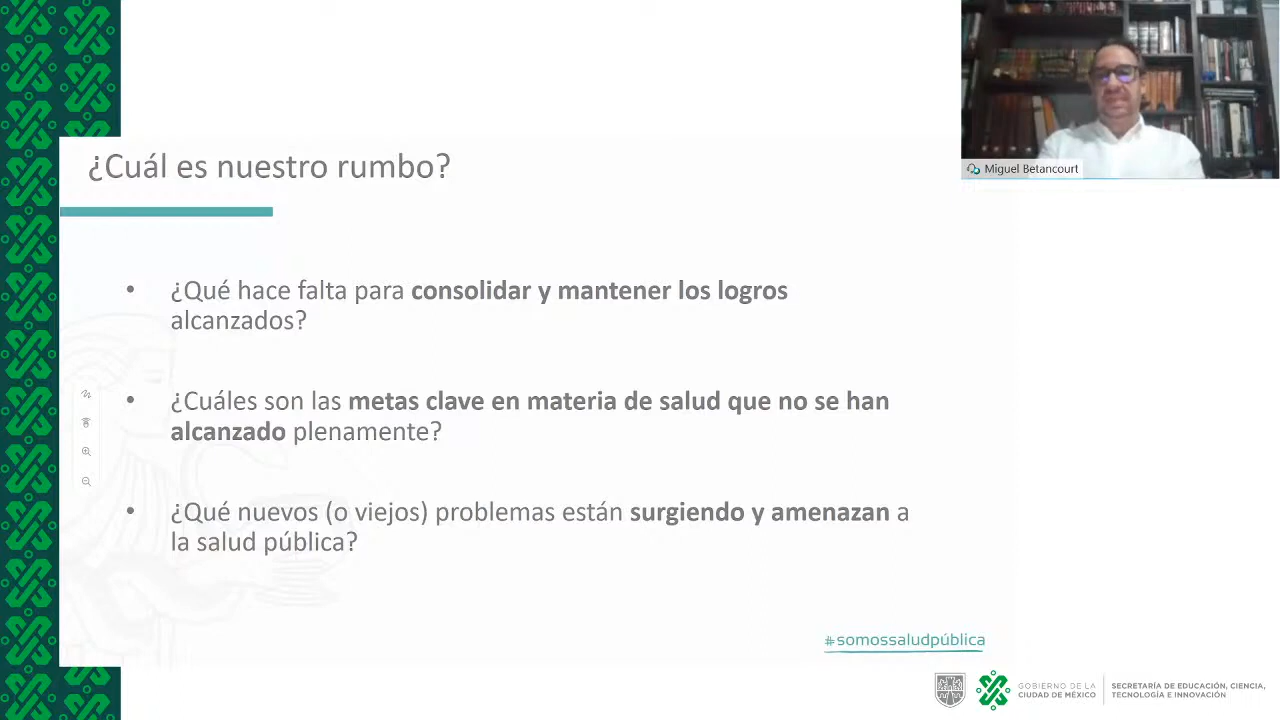 ¿Cuál es nuestro rumbo?
Miguel Betancourt
• ¿Qué hace falta para consolidar y mantener los logros
alcanzados?
• ¿Cuáles son las metas clave en materia de salud que no se han
alcanzado plenamente?
• ¿Qué nuevos (o viejos) problemas están surgiendo y amenazan a
la salud pública?
#somossaludpública
GOBIERNO DE LA
CIUDAD DE MÉXICO
SECRETARÍA DE EDUCACIÓN, CIENCIA,
TECNOLOGÍA E INNOVACIÓN